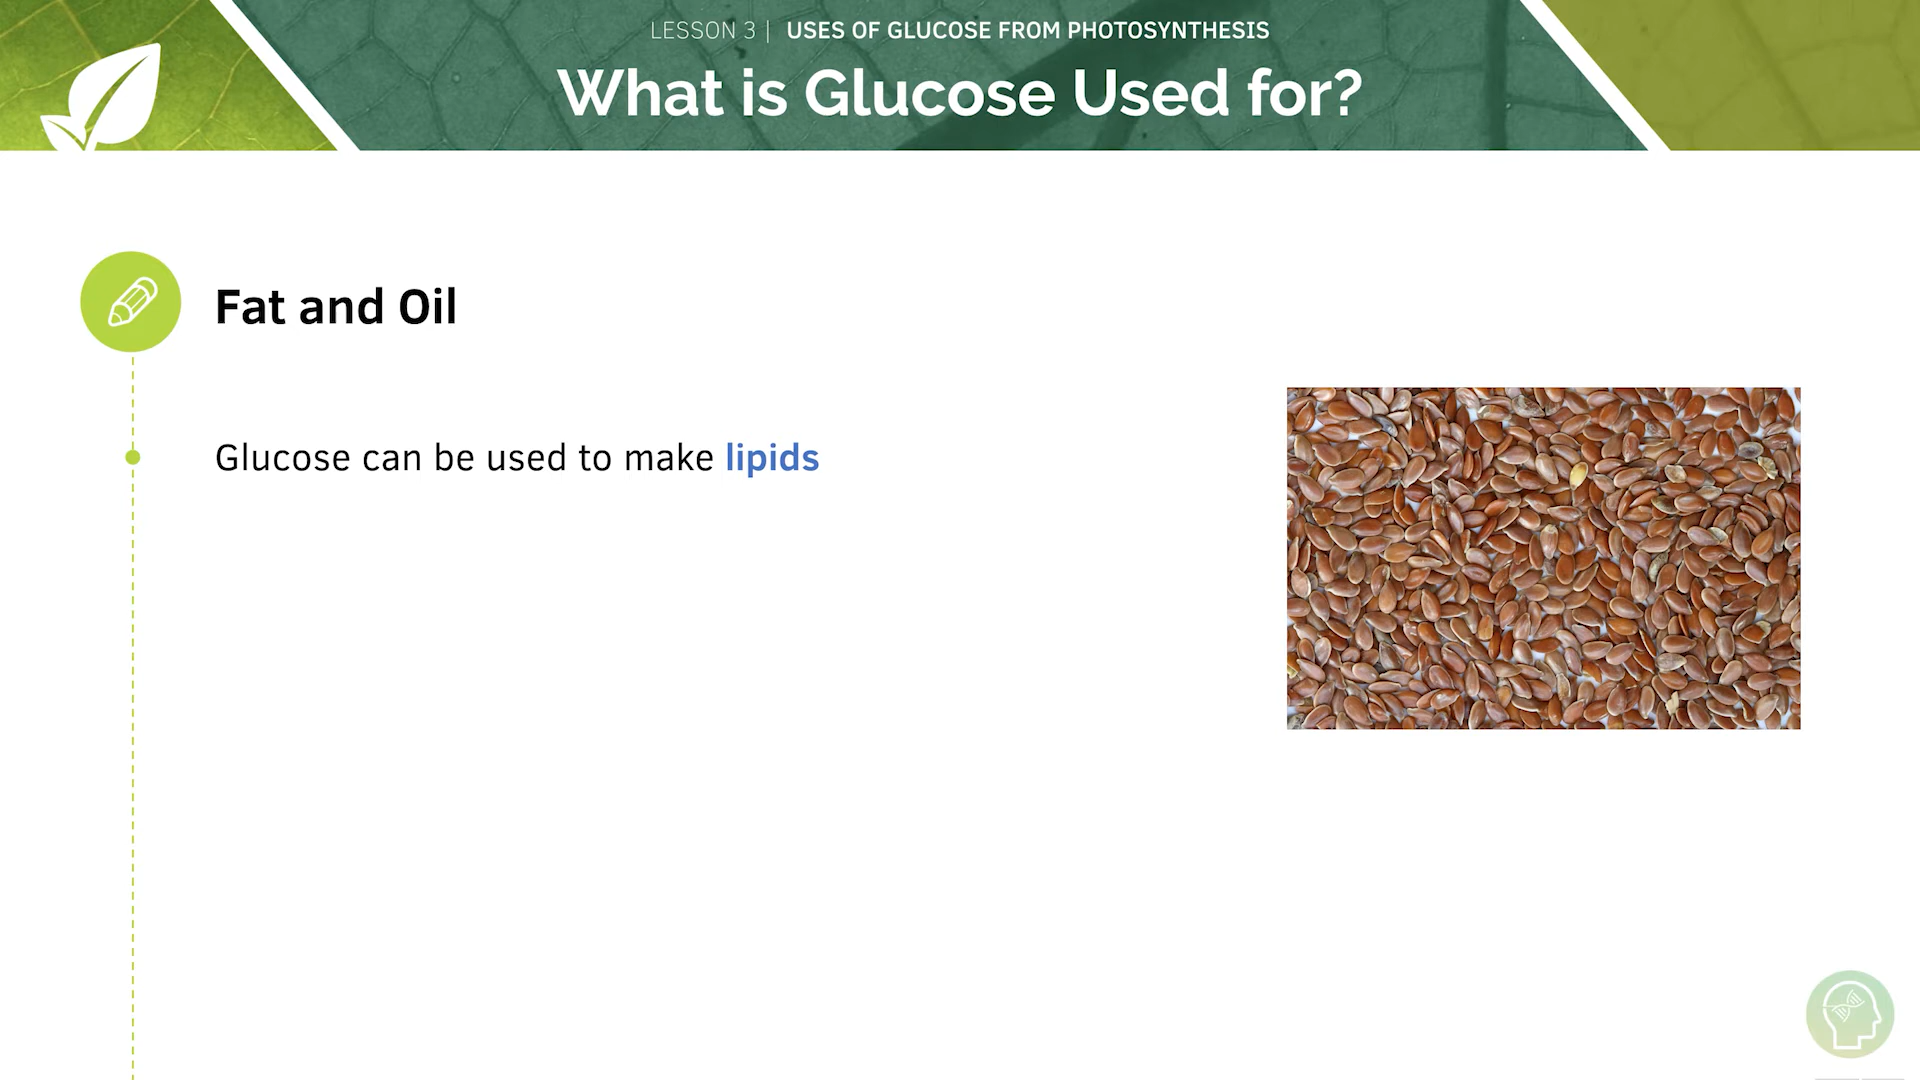 LESSON 3 | USES OF GLUCOSE FROM PHOTOSYNTHESIS
What is Glucose Used for?
Fat and Oil
Glucose can be used to make lipids